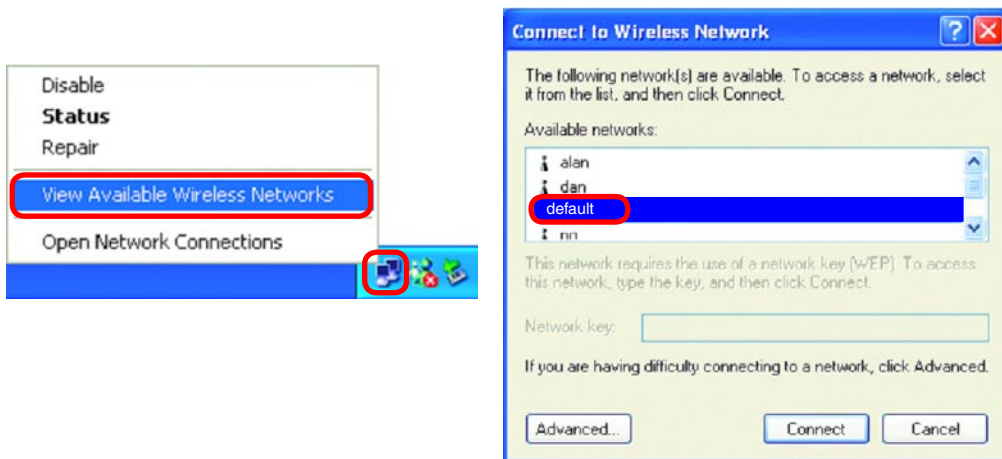 Disable
Status
Repair
View Available Wireless Networks
Open Network Connections
Connect to Wireless Network
The following network(s) are available. To access a network, select
it from the list, and then click Connect.
Available networks:
alan
dan
default
This network requires the use of a network key (WEP). To access
this network, type the key, and then click Connect.
Network key:
If you are having difficulty connecting to a network, click Advanced.
Advanced...
Connect
Cancel